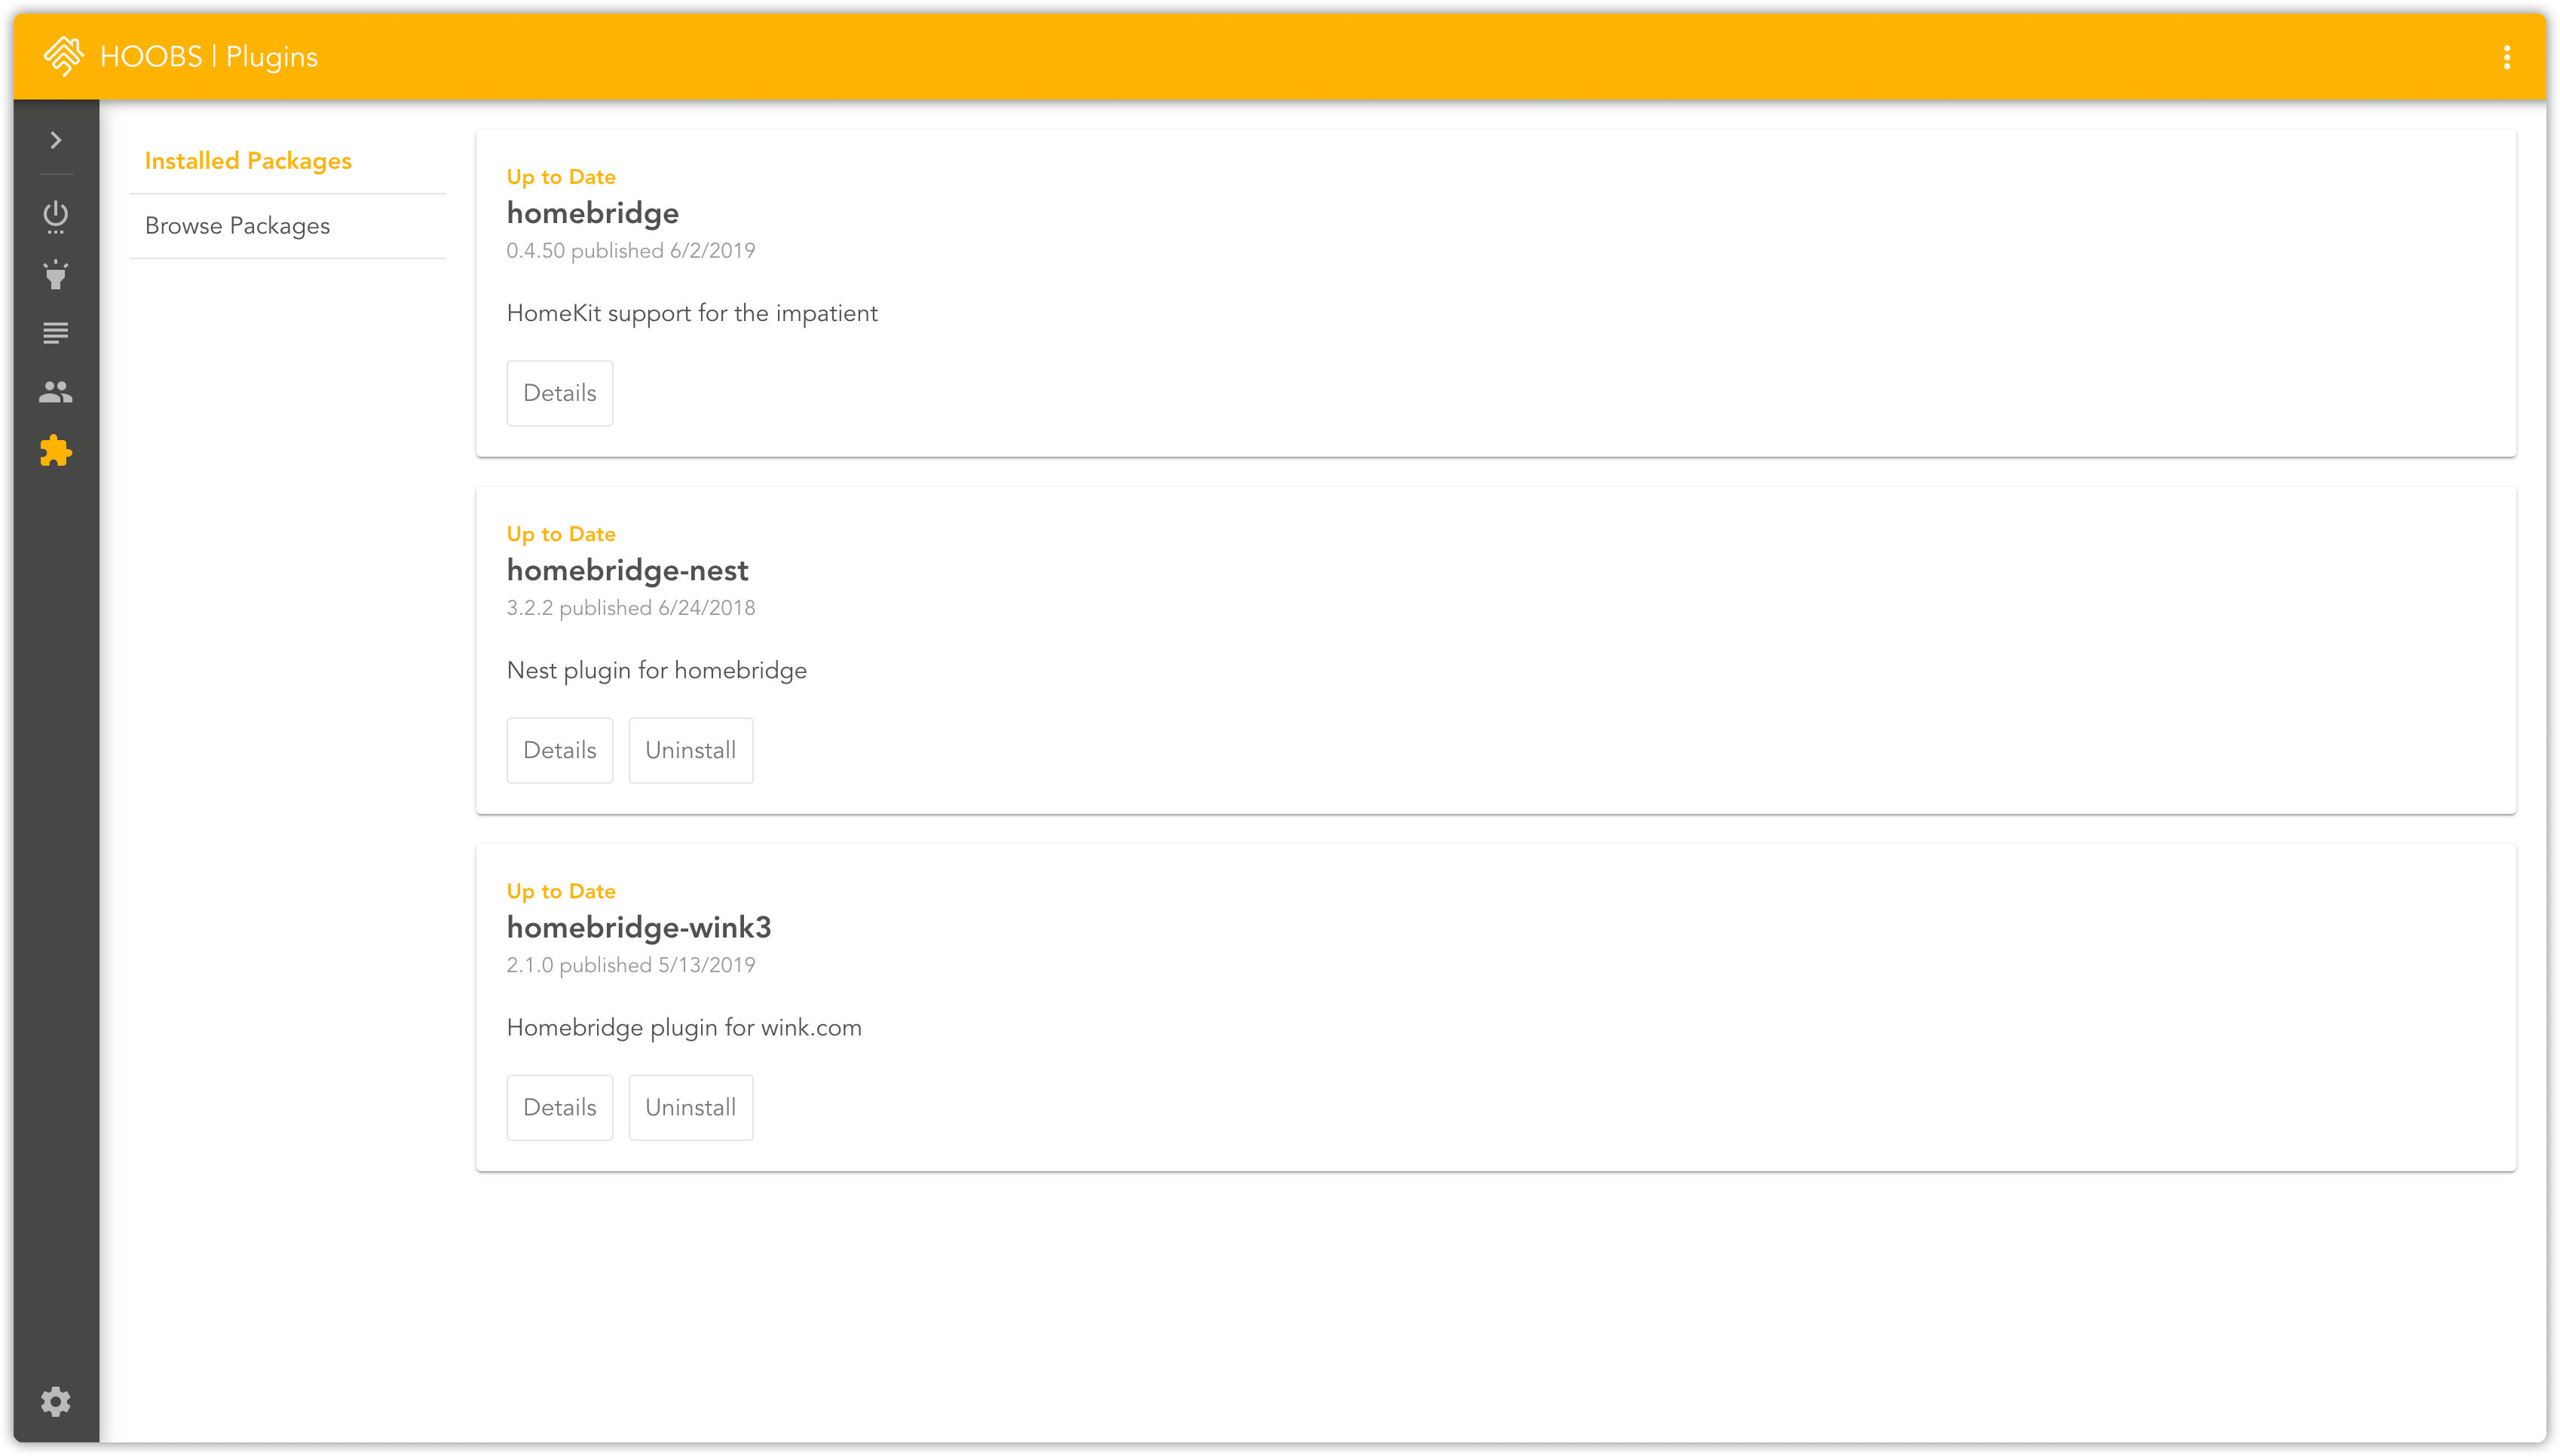 HOOBS | Plugins
Installed Packages
Browse Packages
Up to Date
homebridge
0.4.50 published 6/2/2019
HomeKit support for the impatient
Details
Up to Date
homebridge-nest
3.2.2 published 6/24/2018
Nest plugin for homebridge
Details Uninstall
Up to Date
homebridge-wink3
2.1.0 published 5/13/2019
Homebridge plugin for wink.com
Details Uninstall